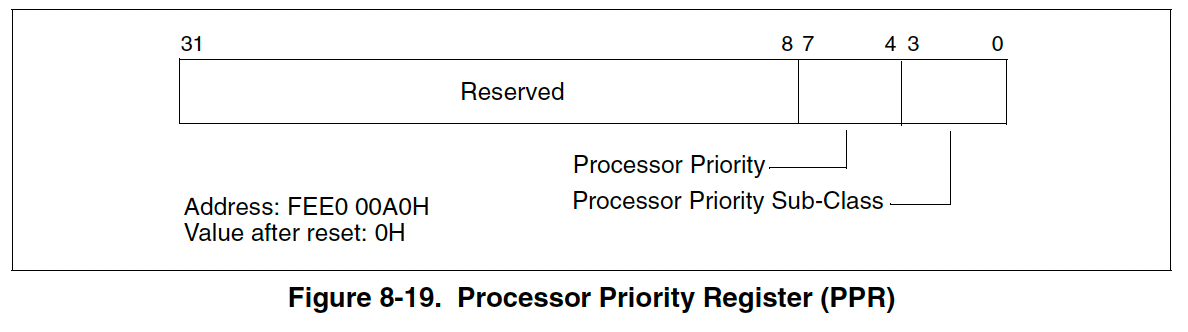 31 8 7 4 3 0
Reserved
Processor Priority
Processor Priority Sub-Class
Address: FEE0 00A0H
Value after reset: 0H
Figure 8-19. Processor Priority Register (PPR)